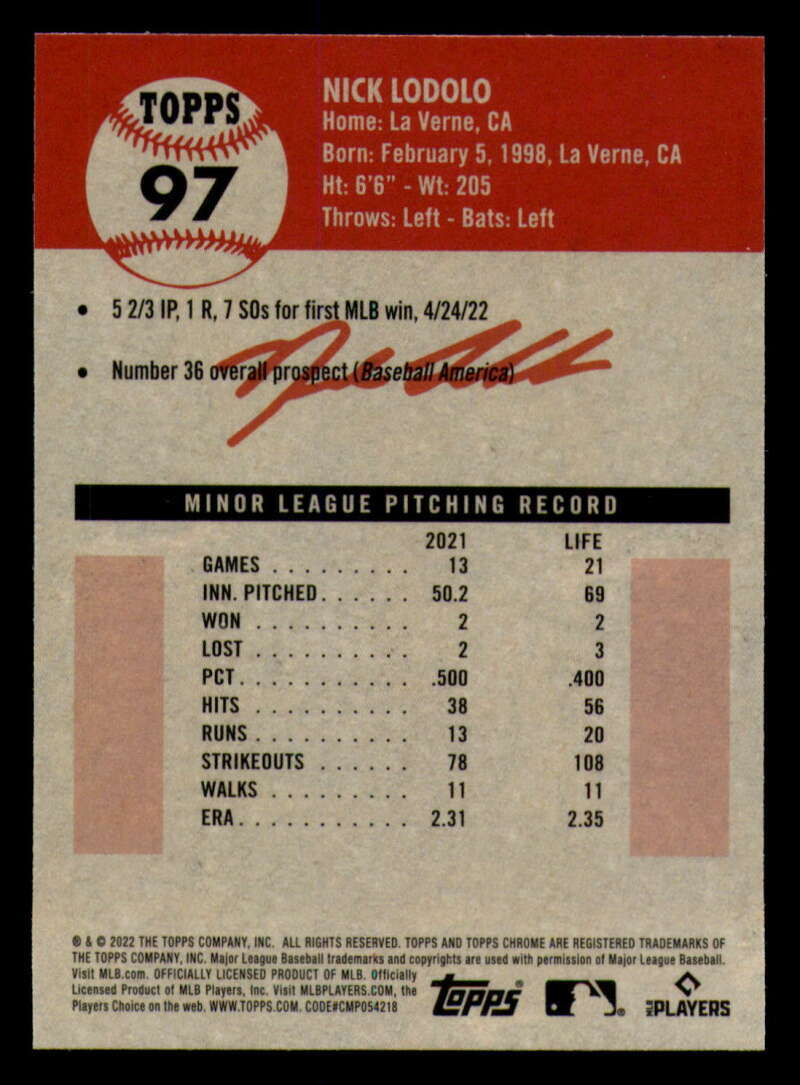 TOPPS
97
NICK LODOLO
Home: La Verne, CA
Born: February 5, 1998, La Verne, CA
Ht: 6'6" - Wt: 205
Throws: Left - Bats: Left
• 5 2/3 IP, 1 R, 7 SOs for first MLB win, 4/24/22
• Number 36 overall prospect (Baseball America)
MINOR LEAGUE PITCHING RECORD
2021 LIFE
GAMES . . . . . . . . . 13 21
INN. PITCHED. . . . . . 50.2 69
WON . . . . . . . . . . 2 2
LOST . . . . . . . . . . 2 3
PCT. . . . . . . . . . . .500 .400
HITS . . . . . . . . . . 38 56
RUNS. . . . . . . . . . 13 20
STRIKEOUTS . . . . . . 78 108
WALKS . . . . . . . . . 11 11
ERA. . . . . . . . . . . 2.31 2.35
® & © 2022 THE TOPPS COMPANY, INC. ALL RIGHTS RESERVED. TOPPS AND TOPPS CHROME ARE REGISTERED TRADEMARKS OF
THE TOPPS COMPANY, INC. Major League Baseball trademarks and copyrights are used with permission of Major League Baseball.
Visit MLB.com. OFFICIALLY LICENSED PRODUCT OF MLB. Officially
Licensed Product of MLB Players, Inc. Visit MLBPLAYERS.COM, the
Players Choice on the web. WWW.TOPPS.COM. CODE#CMP054218
Topps
MLB PLAYERS